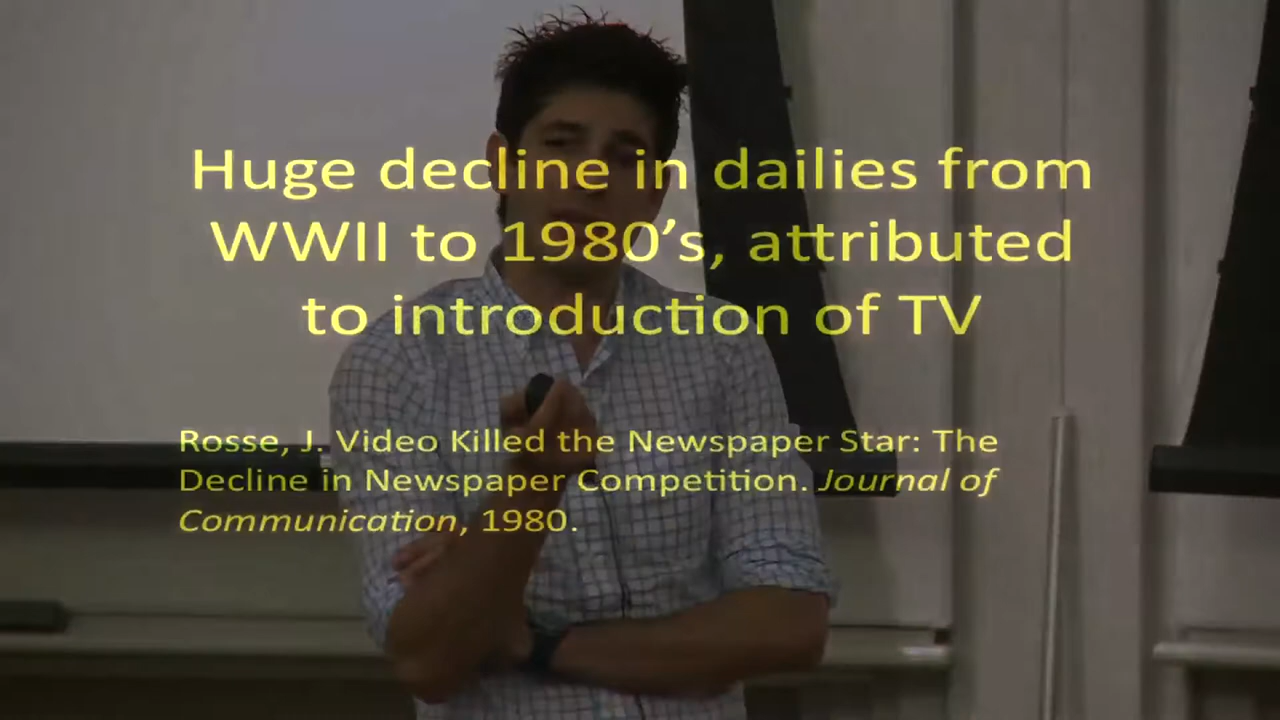 Huge decline in dailies from
WWII to 1980’s, attributed
to introduction of TV
Rosse, J. Video Killed the Newspaper Star: The
Decline in Newspaper Competition. Journal of
Communication, 1980.